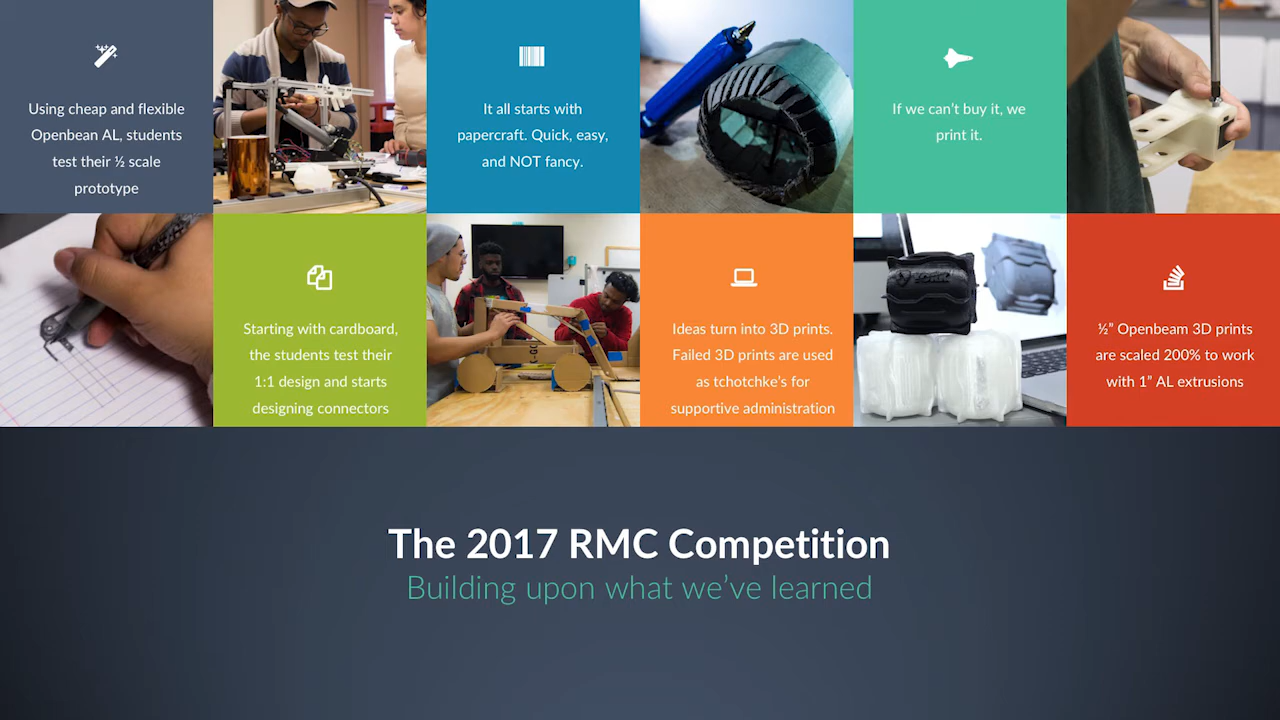 Using cheap and flexible
Openbean AL, students
test their ½ scale
prototype
It all starts with
papercraft. Quick, easy,
and NOT fancy.
If we can’t buy it, we
print it.
Starting with cardboard,
the students test their
1:1 design and starts
designing connectors
Ideas turn into 3D prints.
Failed 3D prints are used
as tchotchke’s for
supportive administration
½” Openbeam 3D prints
are scaled 200% to work
with 1” AL extrusions
The 2017 RMC Competition
Building upon what we’ve learned